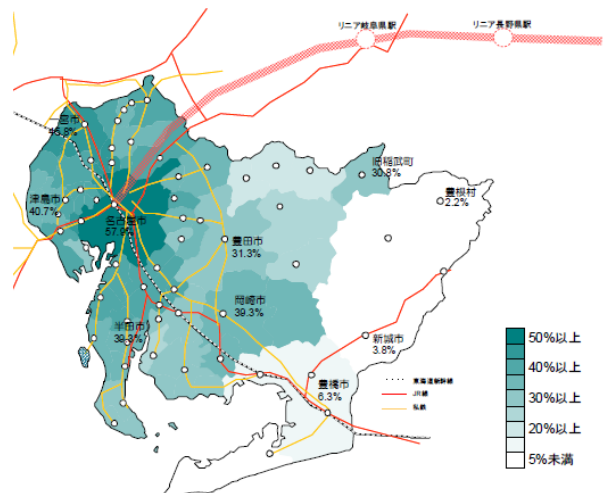 リニア岐阜県駅
リニア長野県駅
一宮市
45.8%
旧稲武町
30.8%
豊根村
2.2%
津島市
40.7%
名古屋市
57.9%
豊田市
31.3%
岡崎市
39.3%
半田市
39.3%
新城市
3.8%
豊橋市
6.3%
東海道新幹線
JR線
私鉄
50%以上
40%以上
30%以上
20%以上
5%未満